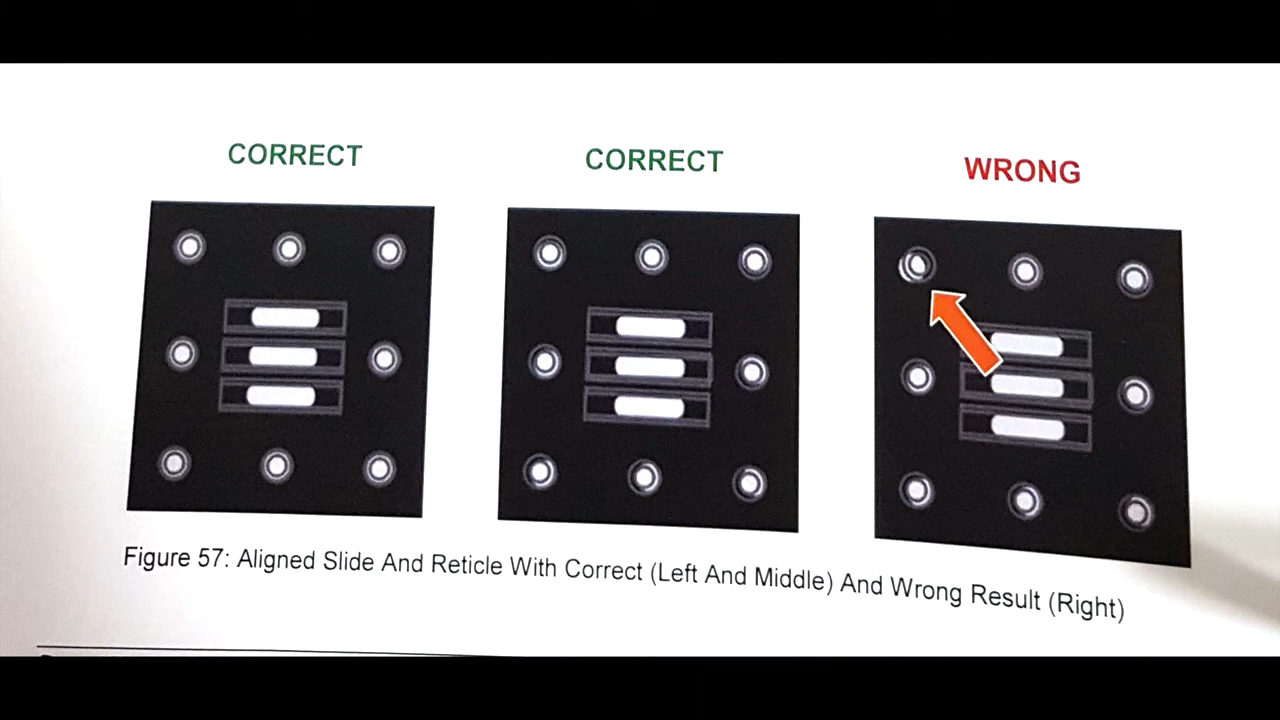 CORRECT
CORRECT
WRONG
Figure 57: Aligned Slide And Reticle With Correct (Left And Middle) And Wrong Result (Right)